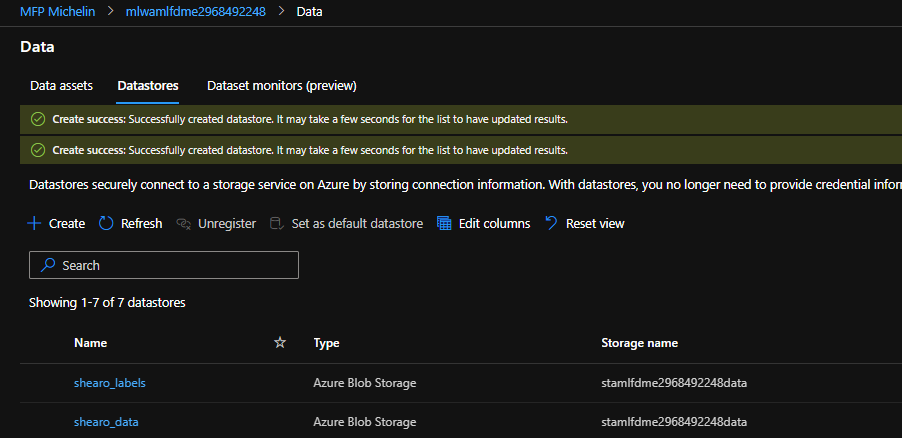 MFP Michelin > mlwamlfdme2968492248 > Data
Data
Data assets Datastores Dataset monitors (preview)
Create success: Successfully created datastore. It may take a few seconds for the list to have updated results.
Create success: Successfully created datastore. It may take a few seconds for the list to have updated results.
Datastores securely connect to a storage service on Azure by storing connection information. With datastores, you no longer need to provide credential infor
Create Refresh Unregister Set as default datastore Edit columns Reset view
Search
Showing 1-7 of 7 datastores
Name Type Storage name
shearo_labels Azure Blob Storage stamlfdme2968492248data
shearo_data Azure Blob Storage stamlfdme2968492248data